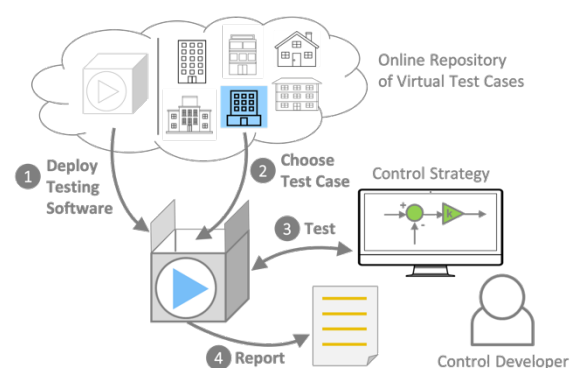 Online Repository
of Virtual Test Cases
1 Deploy
Testing
Software
2 Choose
Test Case
Control Strategy
+
-
k
3 Test
4 Report
Control Developer